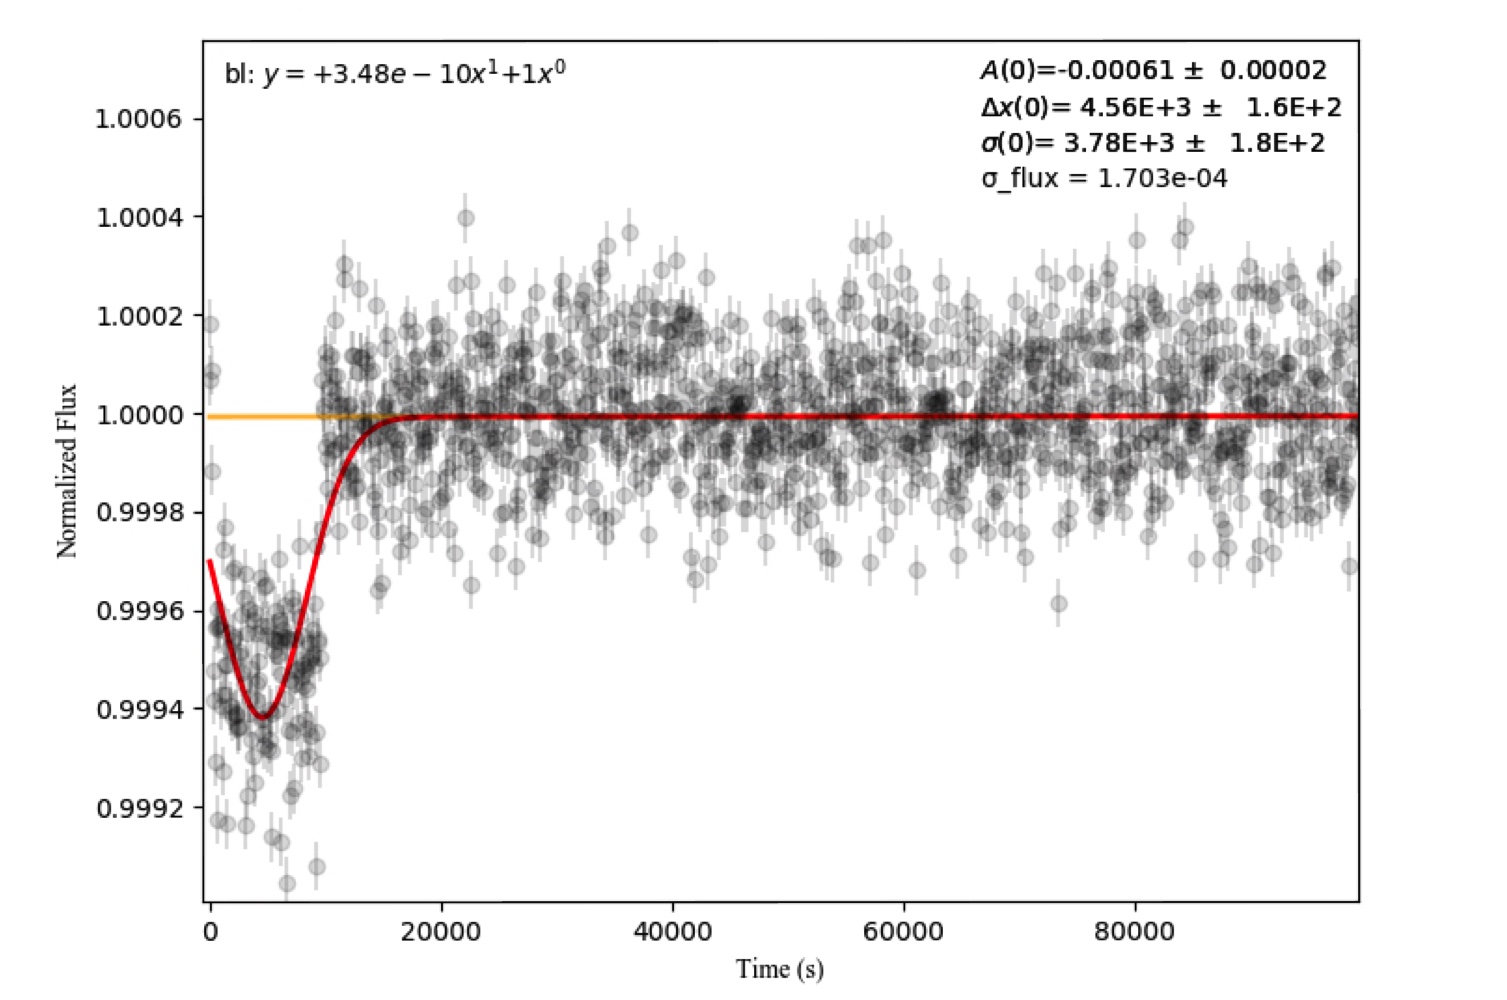 bl: y = +3.48e − 10x¹+1x⁰
A(0)=-0.00061 ± 0.00002
Δx(0)= 4.56E+3 ± 1.6E+2
σ(0)= 3.78E+3 ± 1.8E+2
σ_flux = 1.703e-04
1.0006
1.0004
1.0002
1.0000
0.9998
0.9996
0.9994
0.9992
Normalized Flux
0 20000 40000 60000 80000
Time (s)